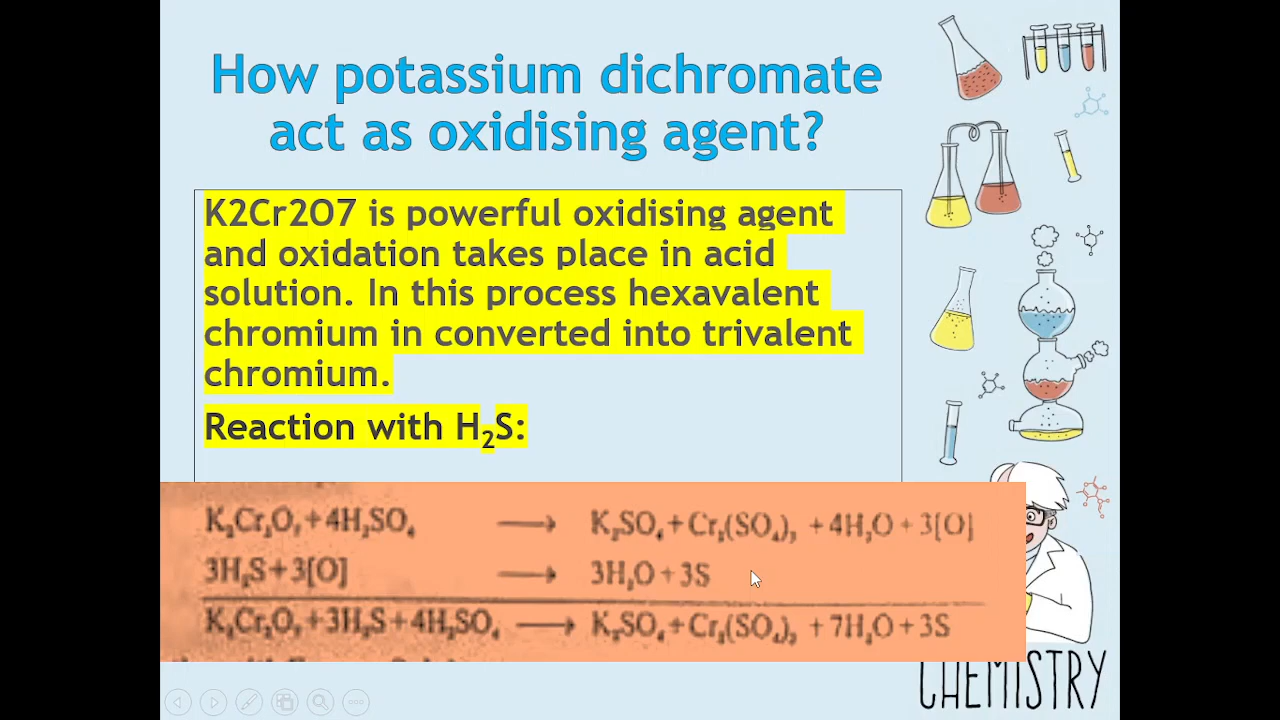 How potassium dichromate
act as oxidising agent?
K2Cr2O7 is powerful oxidising agent
and oxidation takes place in acid
solution. In this process hexavalent
chromium in converted into trivalent
chromium.
Reaction with H₂S:
K₂Cr₂O₇ + 4H₂SO₄ ⟶ K₂SO₄ + Cr₂(SO₄)₃ + 4H₂O + 3[O]
3H₂S + 3[O] ⟶ 3H₂O + 3S
K₂Cr₂O₇ + 3H₂S + 4H₂SO₄ ⟶ K₂SO₄ + Cr₂(SO₄)₃ + 7H₂O + 3S
CHEMISTRY